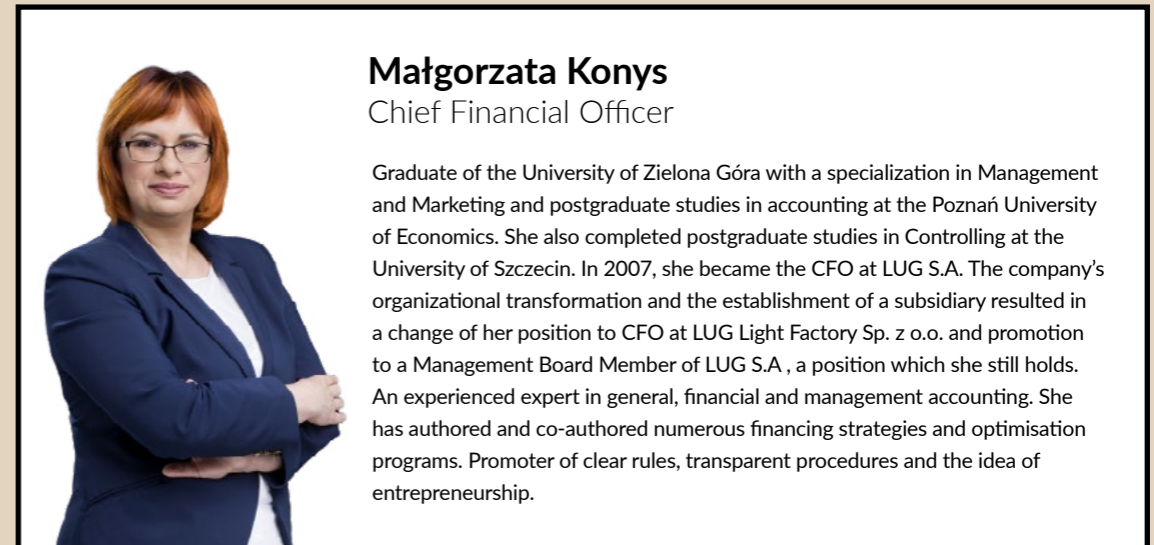 Małgorzata Konys
Chief Financial Officer
Graduate of the University of Zielona Góra with a specialization in Management
and Marketing and postgraduate studies in accounting at the Poznań University
of Economics. She also completed postgraduate studies in Controlling at the
University of Szczecin. In 2007, she became the CFO at LUG S.A. The company's
organizational transformation and the establishment of a subsidiary resulted in
a change of her position to CFO at LUG Light Factory Sp. z o.o. and promotion
to a Management Board Member of LUG S.A , a position which she still holds.
An experienced expert in general, financial and management accounting. She
has authored and co-authored numerous financing strategies and optimisation
programs. Promoter of clear rules, transparent procedures and the idea of
entrepreneurship.